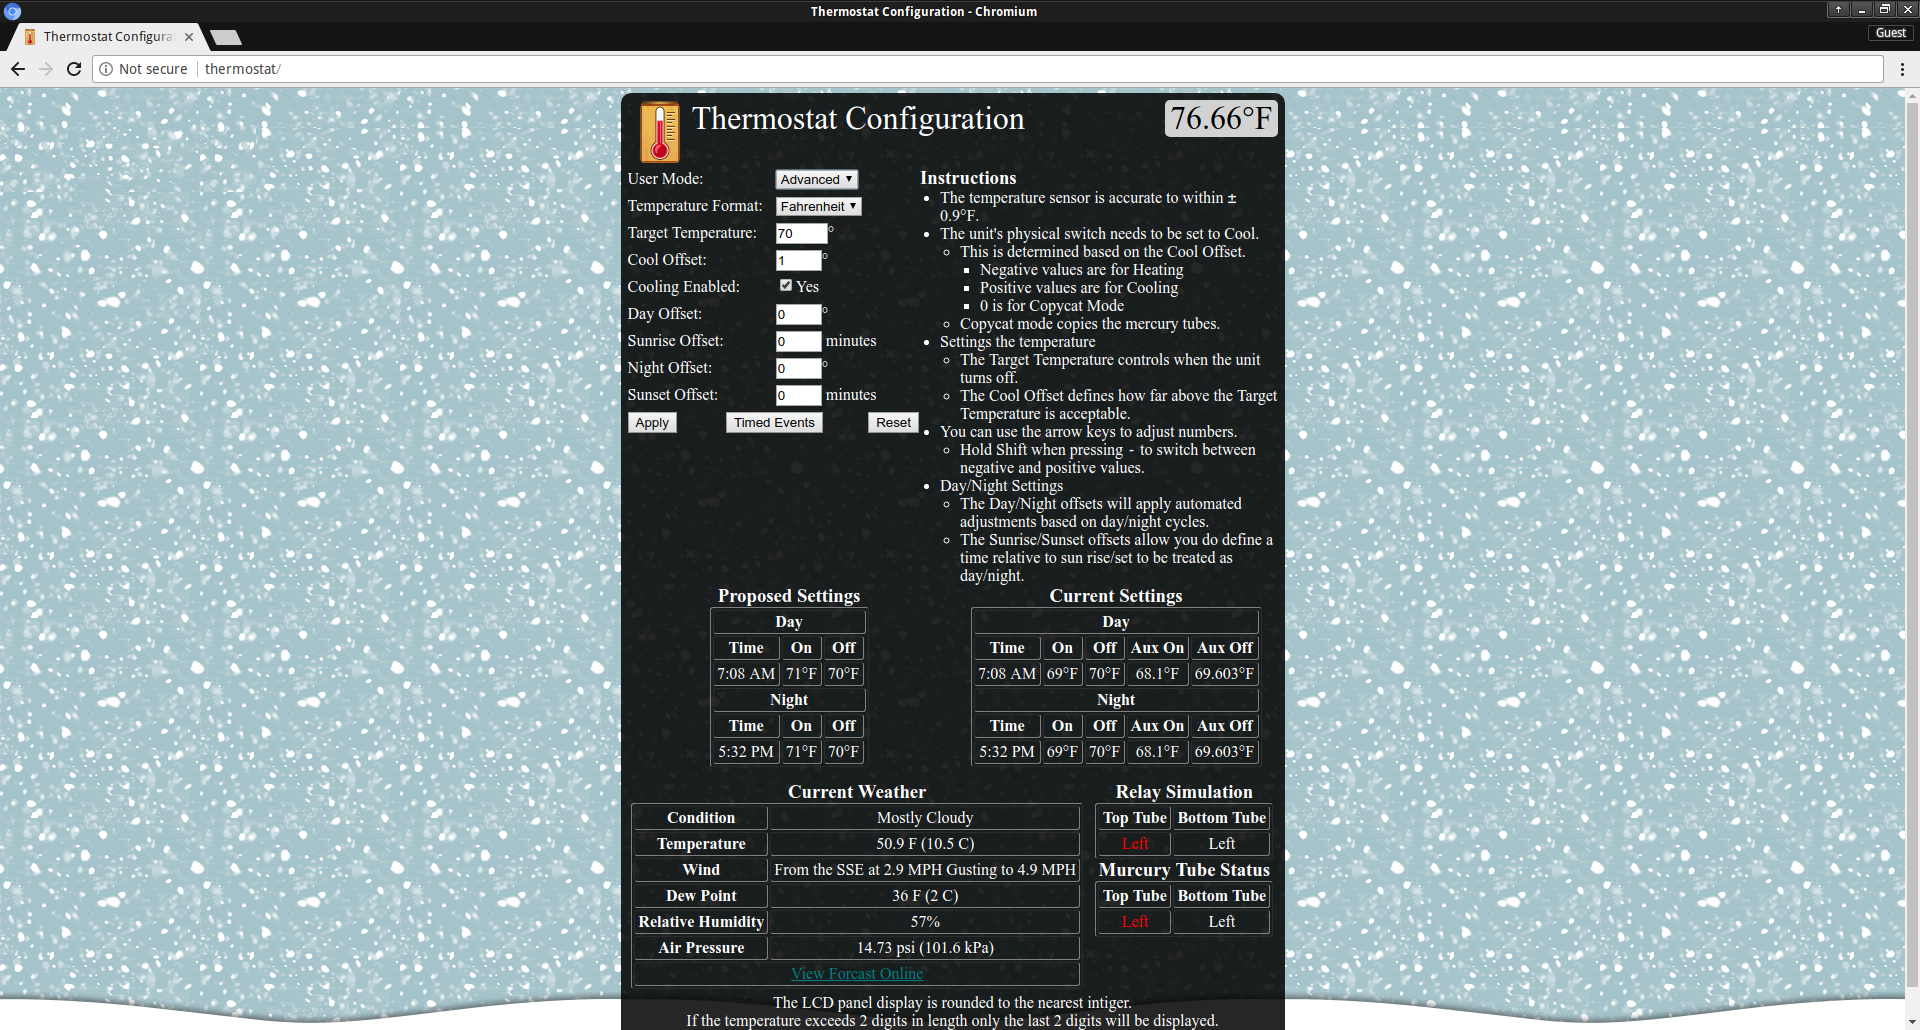 Thermostat Configuration - Chromium
Thermostat Configura
Guest
Not secure
thermostat/
Thermostat Configuration
76.66°F
User Mode: Advanced
Temperature Format: Fahrenheit
Target Temperature: 70 °
Cool Offset: 1 °
Cooling Enabled: Yes
Day Offset: 0 °
Sunrise Offset: 0 minutes
Night Offset: 0 °
Sunset Offset: 0 minutes
Apply Timed Events Reset
Instructions
The temperature sensor is accurate to within ±
0.9°F.
The unit's physical switch needs to be set to Cool.
This is determined based on the Cool Offset.
Negative values are for Heating
Positive values are for Cooling
0 is for Copycat Mode
Copycat mode copies the mercury tubes.
Settings the temperature
The Target Temperature controls when the unit
turns off.
The Cool Offset defines how far above the Target
Temperature is acceptable.
You can use the arrow keys to adjust numbers.
Hold Shift when pressing - to switch between
negative and positive values.
Day/Night Settings
The Day/Night offsets will apply automated
adjustments based on day/night cycles.
The Sunrise/Sunset offsets allow you do define a
time relative to sun rise/set to be treated as
day/night.
Proposed Settings
Day
Time On Off
7:08 AM 71°F 70°F
Night
Time On Off
5:32 PM 71°F 70°F
Current Settings
Day
Time On Off Aux On Aux Off
7:08 AM 69°F 70°F 68.1°F 69.603°F
Night
Time On Off Aux On Aux Off
5:32 PM 69°F 70°F 68.1°F 69.603°F
Current Weather
Condition Mostly Cloudy
Temperature 50.9 F (10.5 C)
Wind From the SSE at 2.9 MPH Gusting to 4.9 MPH
Dew Point 36 F (2 C)
Relative Humidity 57%
Air Pressure 14.73 psi (101.6 kPa)
View Forcast Online
Relay Simulation
Top Tube Bottom Tube
Left Left
Murcury Tube Status
Top Tube Bottom Tube
Left Left
The LCD panel display is rounded to the nearest intiger.
If the temperature exceeds 2 digits in length only the last 2 digits will be displayed.